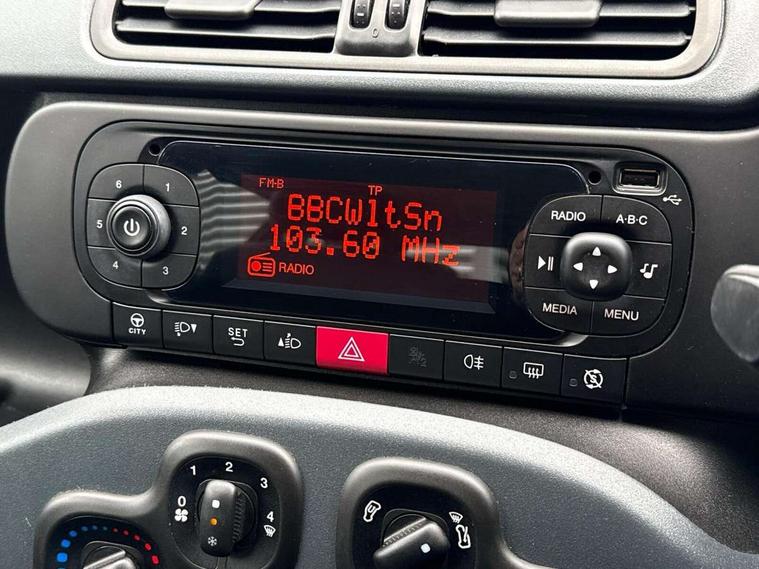 0
FM-B
TP
BBCWltSn
103.60 MHz
RADIO
6 1
5 2
4 3
RADIO A·B·C
MEDIA MENU
CITY
SET
0 1 2 3 4